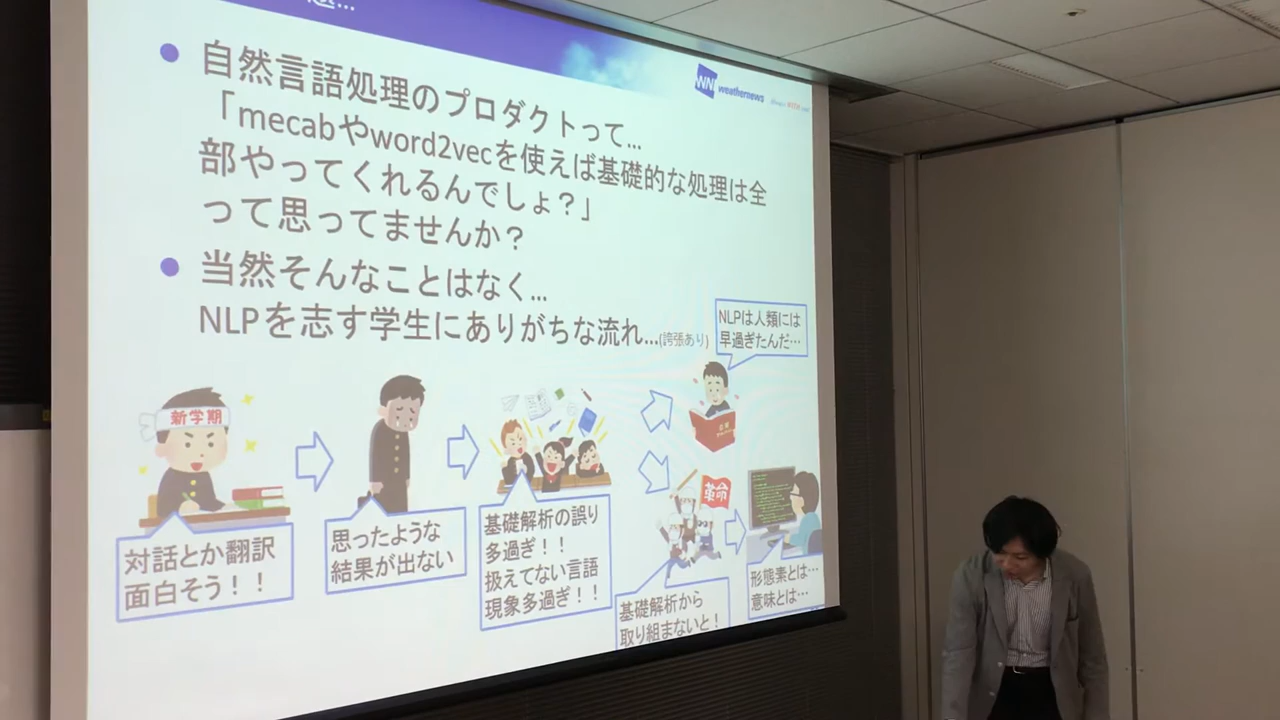 自然言語処理のプロダクトって…
「mecabやword2vecを使えば基礎的な処理は全
部やってくれるんでしょ？」
って思ってませんか？
当然そんなことはなく…
NLPを志す学生にありがちな流れ…(誇張あり)
weathernews
NLPは人類には
早過ぎたんだ…
新学期
革命
対話とか翻訳
面白そう！！
思ったような
結果が出ない
基礎解析の誤り
多過ぎ！！
扱えてない言語
現象多過ぎ！！
基礎解析から
取り組まないと！
形態素とは…
意味とは…